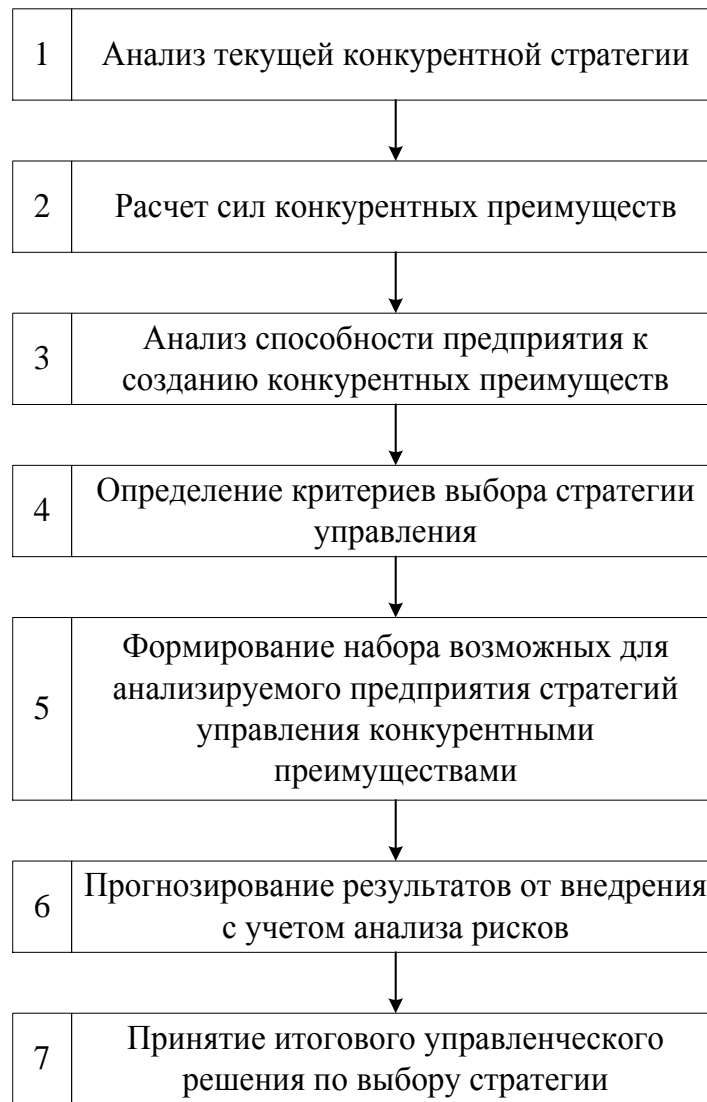 1 Анализ текущей конкурентной стратегии
2 Расчет сил конкурентных преимуществ
3 Анализ способности предприятия к
созданию конкурентных преимуществ
4 Определение критериев выбора стратегии
управления
5 Формирование набора возможных для
анализируемого предприятия стратегий
управления конкурентными
преимуществами
6 Прогнозирование результатов от внедрения
с учетом анализа рисков
7 Принятие итогового управленческого
решения по выбору стратегии